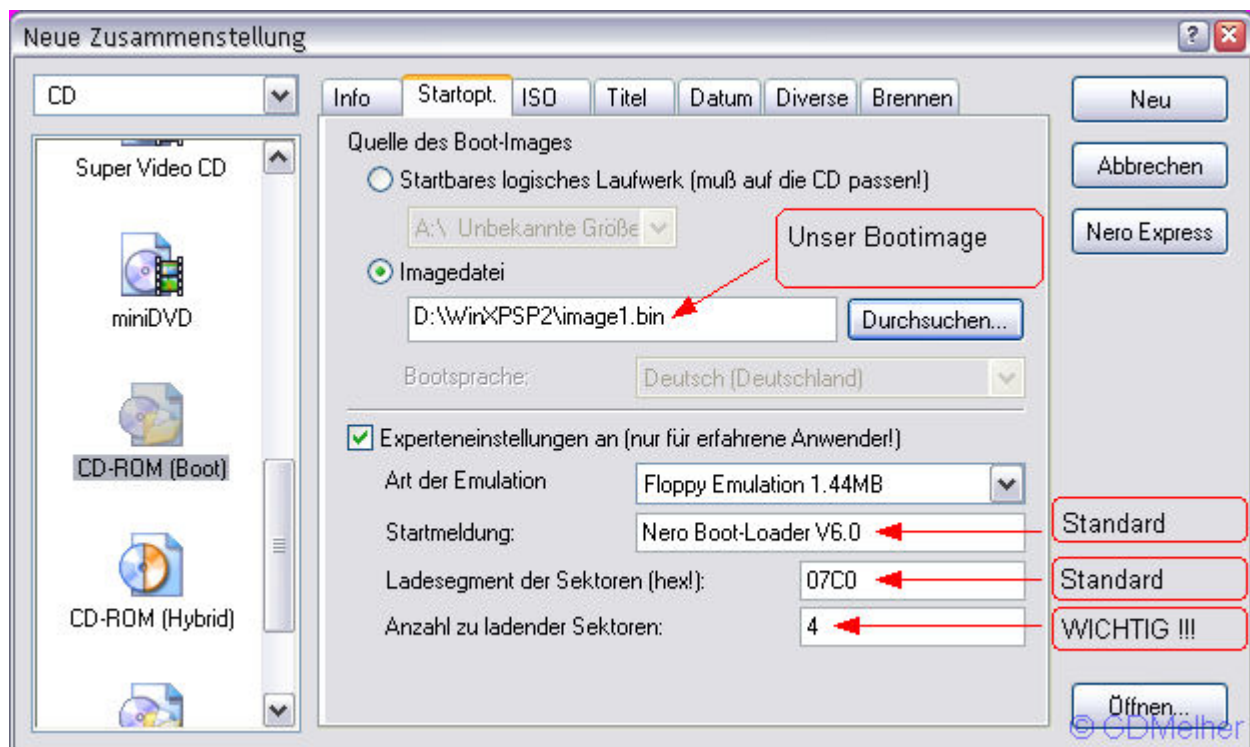 Neue Zusammenstellung
CD
Super Video CD
miniDVD
CD-ROM (Boot)
CD-ROM (Hybrid)
Info Startopt. ISO Titel Datum Diverse Brennen
Quelle des Boot-Images
Startbares logisches Laufwerk (muß auf die CD passen!)
A:\ Unbekannte Größe
Unser Bootimage
Imagedatei
D:\WinXPSP2\image1.bin
Durchsuchen...
Bootsprache:
Deutsch (Deutschland)
Experteneinstellungen an (nur für erfahrene Anwender!)
Art der Emulation
Floppy Emulation 1.44MB
Startmeldung:
Nero Boot-Loader V6.0
Standard
Ladesegment der Sektoren (hex!):
07C0
Standard
Anzahl zu ladender Sektoren:
4
WICHTIG !!!
Neu
Abbrechen
Nero Express
Öffnen...
© GDMelher